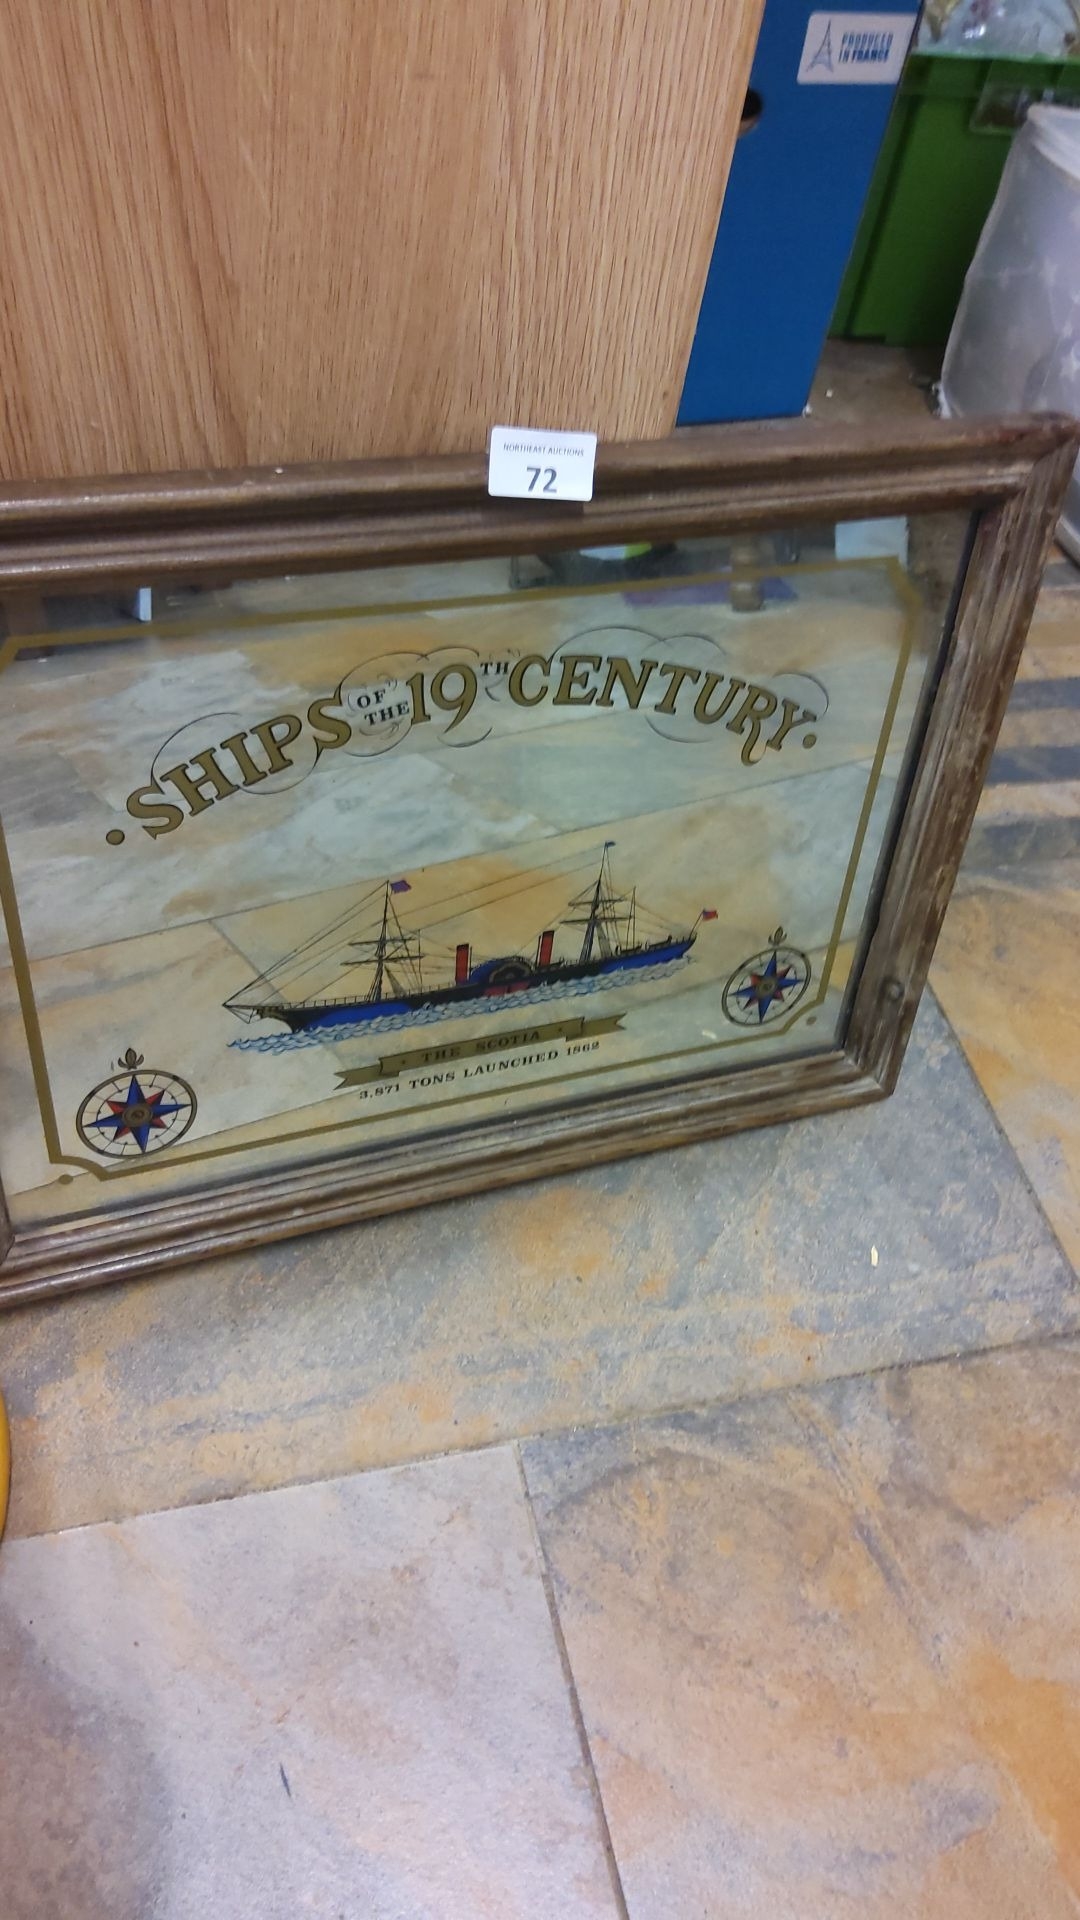 PRODUCED
IN FRANCE
NORTHEAST AUCTIONS
72
• SHIPS OF THE 19TH CENTURY •
• THE SCOTIA •
3.871 TONS LAUNCHED 1862